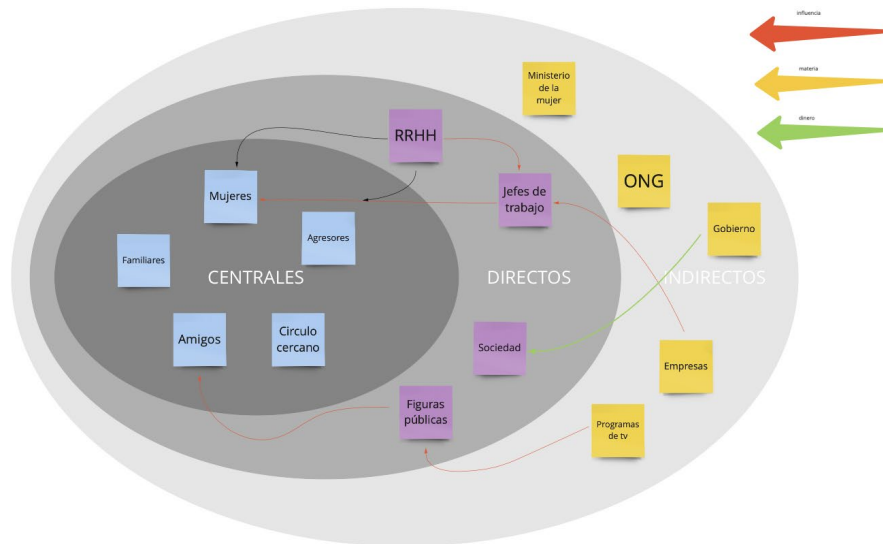 influencia
materia
dinero
Ministerio
de la
mujer
RRHH
ONG
Mujeres
Jefes de
trabajo
Agresores
Gobierno
Familiares
CENTRALES
DIRECTOS
INDIRECTOS
Amigos
Circulo
cercano
Sociedad
Empresas
Figuras
públicas
Programas
de tv